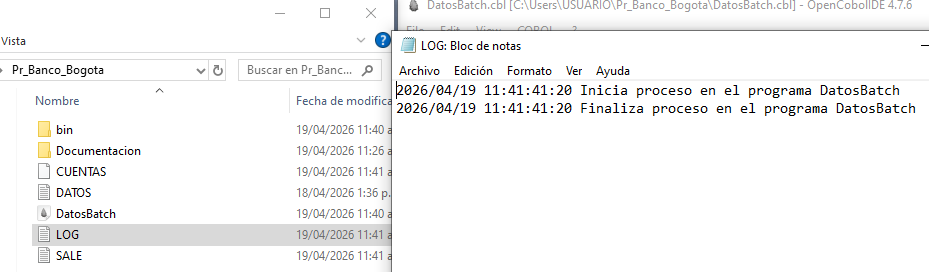 DatosBatch.cbl [C:\Users\USUARIO\Pr_Banco_Bogota\DatosBatch.cbl] - OpenCobolIDE 4.7.6
File Edit View COBOL ?
Vista
Pr_Banco_Bogota
Buscar en Pr_Banc...
Nombre
Fecha de modifica
bin
19/04/2026 11:40 a
Documentacion
19/04/2026 11:26 a
CUENTAS
19/04/2026 11:41 a
DATOS
18/04/2026 1:36 p.
DatosBatch
19/04/2026 11:40 a
LOG
19/04/2026 11:41 a
SALE
19/04/2026 11:41 a
LOG: Bloc de notas
Archivo Edición Formato Ver Ayuda
2026/04/19 11:41:41:20 Inicia proceso en el programa DatosBatch
2026/04/19 11:41:41:20 Finaliza proceso en el programa DatosBatch